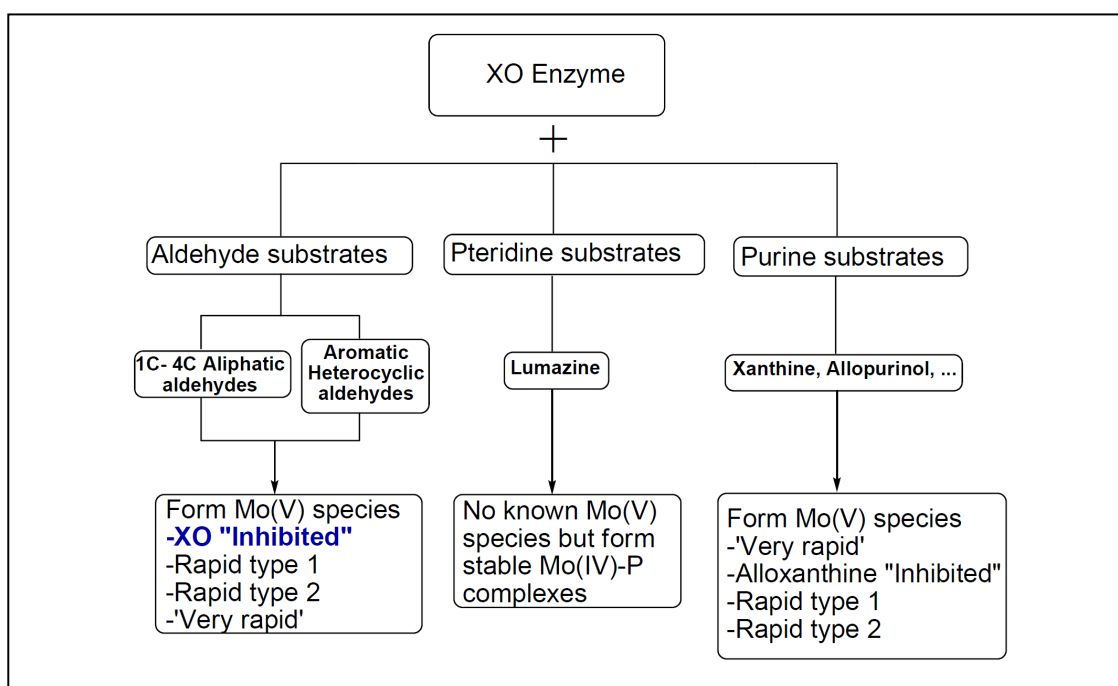 XO Enzyme
+
Aldehyde substrates
Pteridine substrates
Purine substrates
1C- 4C Aliphatic
aldehydes
Aromatic
Heterocyclic
aldehydes
Lumazine
Xanthine, Allopurinol, ...
Form Mo(V) species
-XO "Inhibited"
-Rapid type 1
-Rapid type 2
-'Very rapid'
No known Mo(V)
species but form
stable Mo(IV)-P
complexes
Form Mo(V) species
-'Very rapid'
-Alloxanthine "Inhibited"
-Rapid type 1
-Rapid type 2